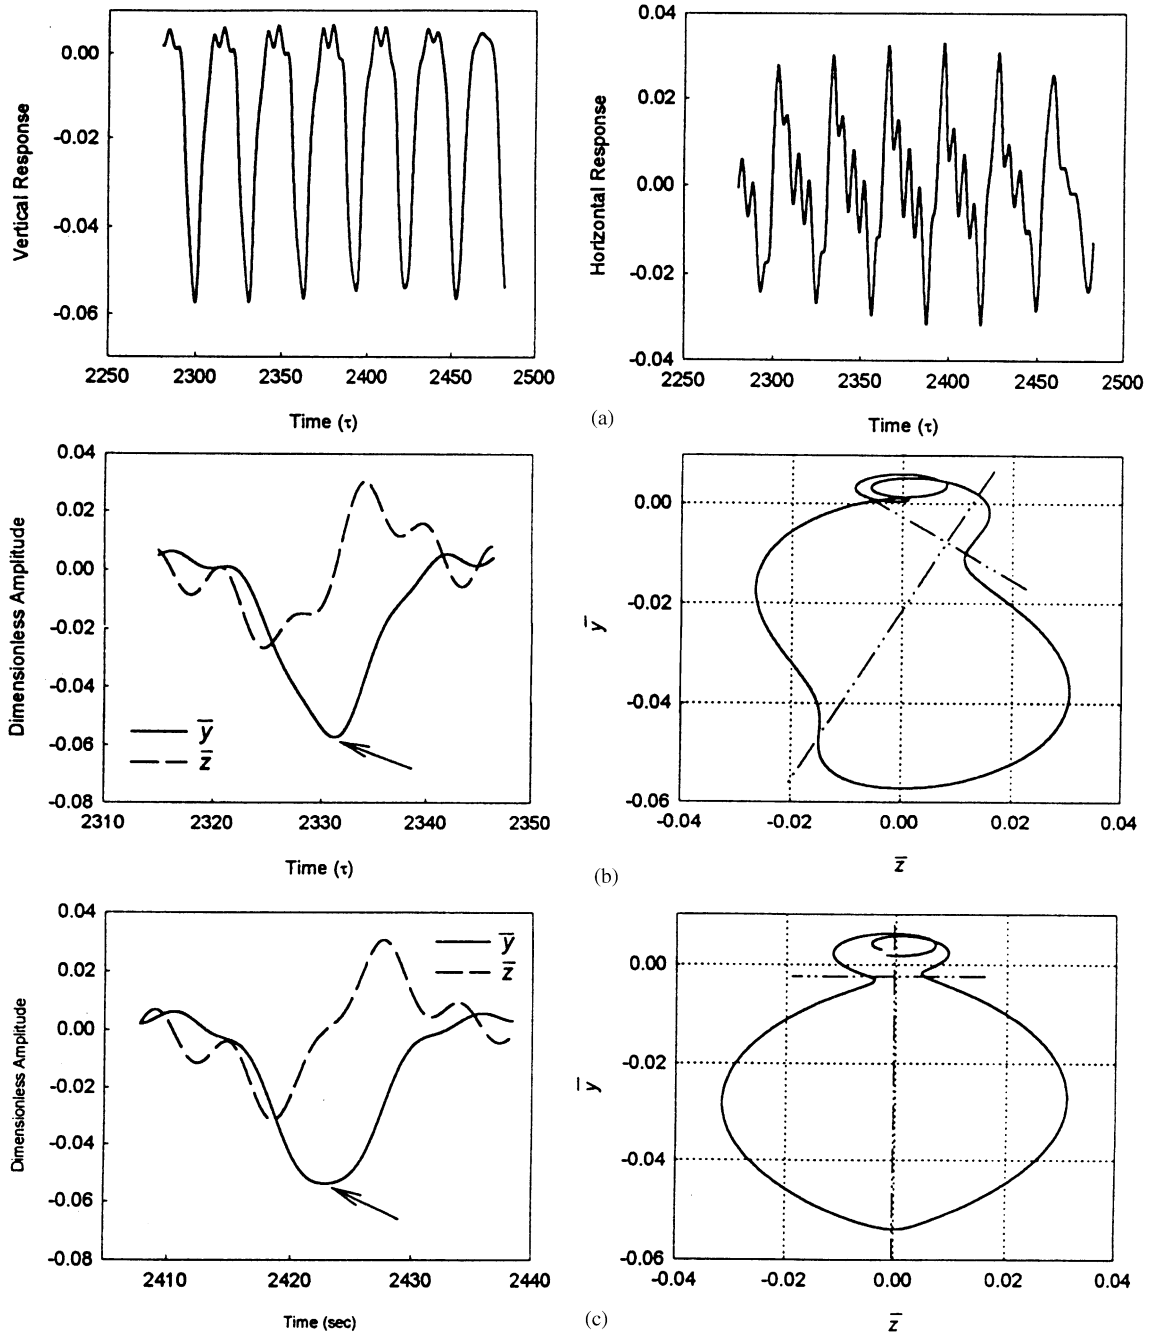 0.00
-0.02
-0.04
-0.06
Vertical Response
2250 2300 2350 2400 2450 2500
Time (τ)
0.04
0.02
0.00
-0.02
-0.04
Horizontal Response
2250 2300 2350 2400 2450 2500
Time (τ)
(a)
0.04
0.02
0.00
-0.02
-0.04
-0.06
-0.08
Dimensionless Amplitude
y̅
z̅
2310 2320 2330 2340 2350
Time (τ)
0.00
-0.02
-0.04
-0.06
y̅
-0.04 -0.02 0.00 0.02 0.04
z̅
(b)
0.04
0.02
0.00
-0.02
-0.04
-0.06
-0.08
Dimensionless Amplitude
y̅
z̅
2410 2420 2430 2440
Time (sec)
0.00
-0.02
-0.04
-0.06
y̅
-0.04 -0.02 0.00 0.02 0.04
z̅
(c)